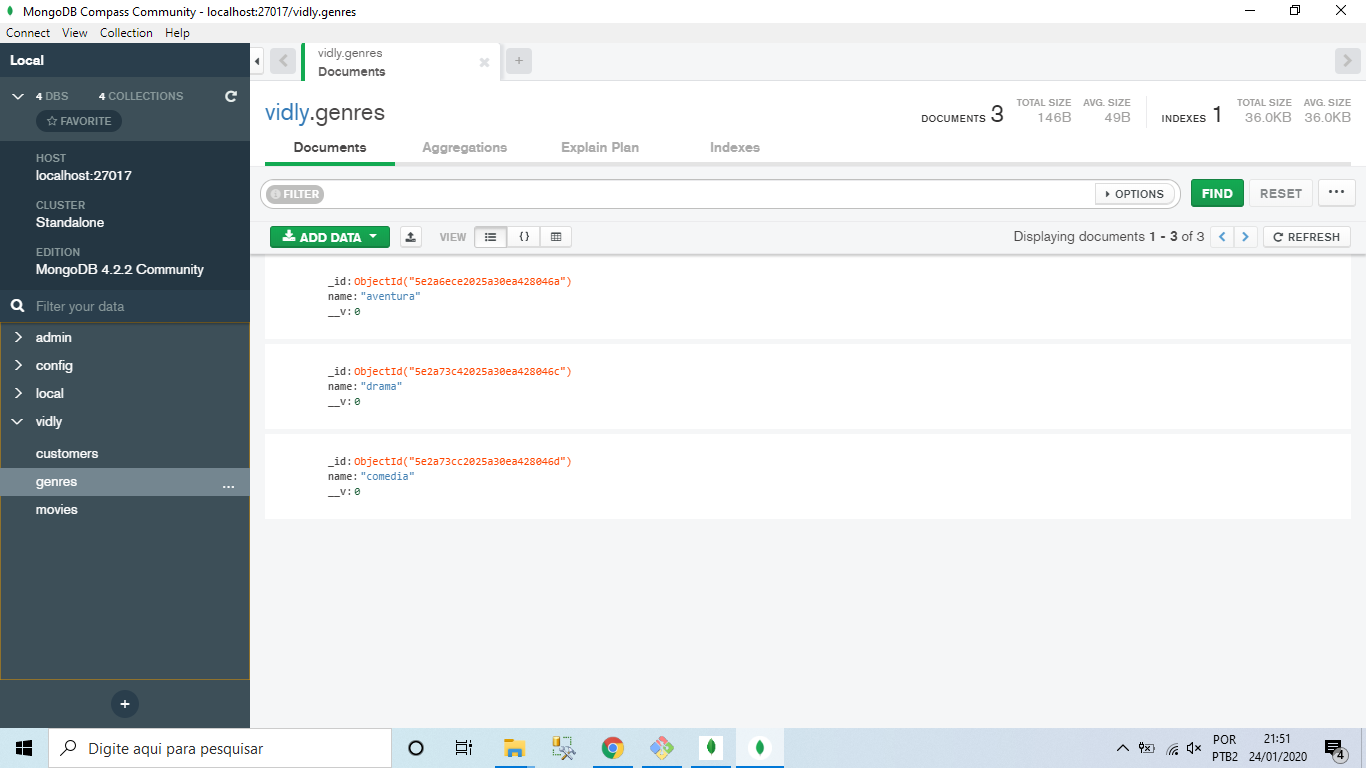 MongoDB Compass Community - localhost:27017/vidly.genres
Connect View Collection Help
Local
4 DBS 4 COLLECTIONS
FAVORITE
HOST
localhost:27017
CLUSTER
Standalone
EDITION
MongoDB 4.2.2 Community
Filter your data
admin
config
local
vidly
customers
genres ...
movies
+
vidly.genres
Documents
+
vidly.genres
DOCUMENTS 3 TOTAL SIZE 146B AVG. SIZE 49B INDEXES 1 TOTAL SIZE 36.0KB AVG. SIZE 36.0KB
Documents Aggregations Explain Plan Indexes
FILTER OPTIONS FIND RESET ...
ADD DATA VIEW {} Displaying documents 1 - 3 of 3 < > REFRESH
_id: ObjectId("5e2a6ece2025a30ea428046a")
name: "aventura"
__v: 0
_id: ObjectId("5e2a73c42025a30ea428046c")
name: "drama"
__v: 0
_id: ObjectId("5e2a73cc2025a30ea428046d")
name: "comedia"
__v: 0
Digite aqui para pesquisar
POR
PTB2
21:51
24/01/2020
4